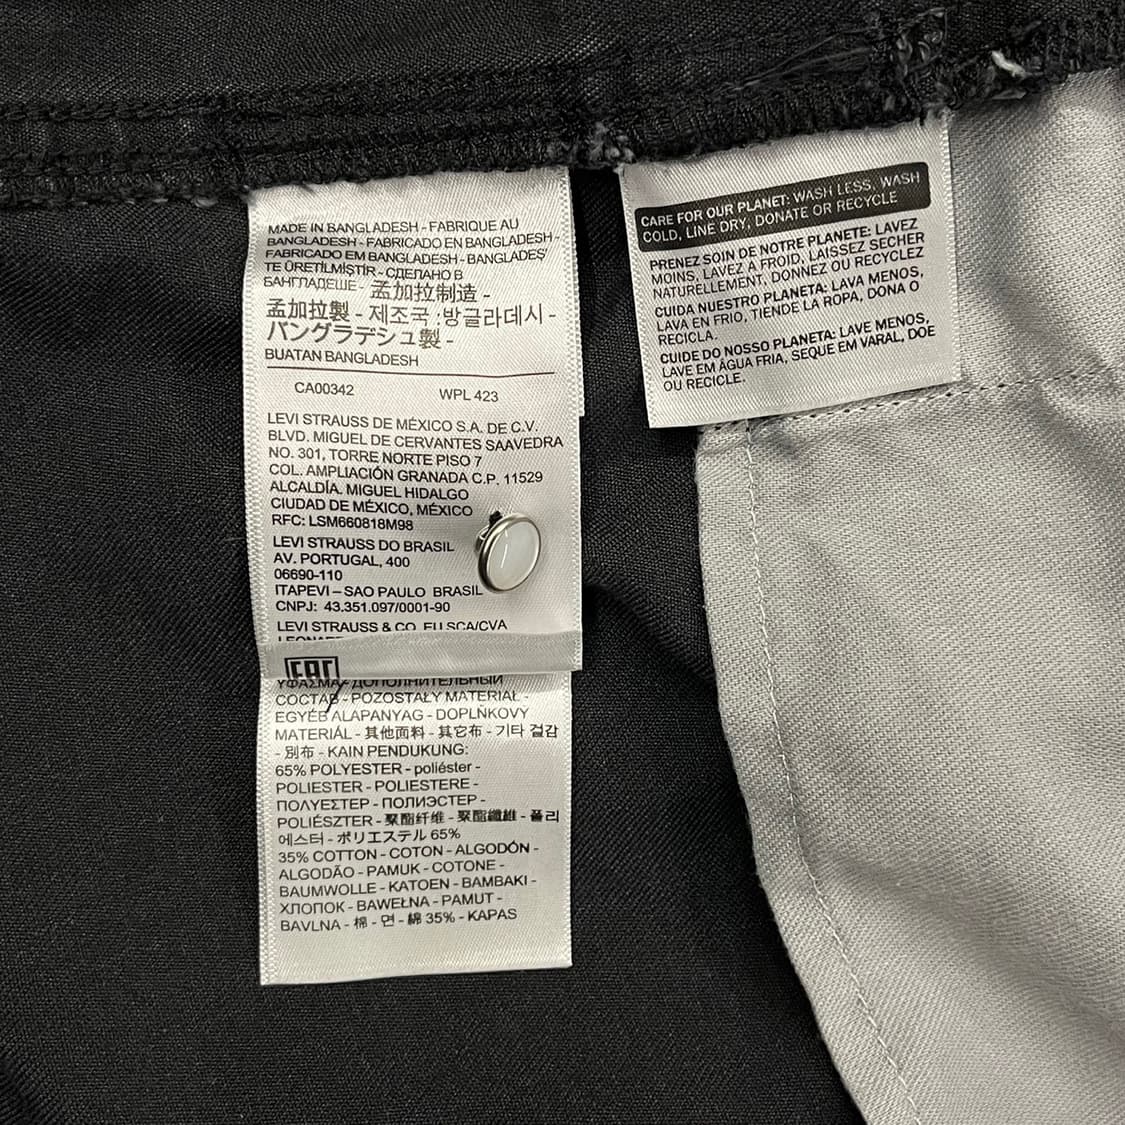 MADE IN BANGLADESH - FABRIQUE AU
BANGLADESH - FABRICADO EN BANGLADESH -
FABRICADO EM BANGLADESH - BANGLADEŞ'
TE ÜRETİLMİŞTİR - СДЕЛАНО В
БАНГЛАДЕШЕ - 孟加拉制造 -
孟加拉製 - 제조국 :방글라데시 -
バングラデシュ製 -
BUATAN BANGLADESH
CA00342 WPL 423
LEVI STRAUSS DE MÉXICO S.A. DE C.V.
BLVD. MIGUEL DE CERVANTES SAAVEDRA
NO. 301, TORRE NORTE PISO 7
COL. AMPLIACIÓN GRANADA C.P. 11529
ALCALDÍA. MIGUEL HIDALGO
CIUDAD DE MÉXICO, MÉXICO
RFC: LSM660818M98
LEVI STRAUSS DO BRASIL
AV. PORTUGAL, 400
06690-110
ITAPEVI – SAO PAULO BRASIL
CNPJ: 43.351.097/0001-90
LEVI STRAUSS & CO. EU SCA/CVA
EAC
ΥΦΑΣΜΑ - ДОПОЛНИТЕЛЬНЫЙ
СОСТАВ - POZOSTAŁY MATERIAŁ -
EGYÉB ALAPANYAG - DOPLŇKOVÝ
MATERIÁL - 其他面料 - 其它布 - 기타 겉감
- 別布 - KAIN PENDUKUNG:
65% POLYESTER - poliéster -
POLIESTER - POLIESTERE -
ΠΟΛΥΕΣΤΕΡ - ПОЛИЭСТЕР -
POLIÉSZTER - 聚酯纤维 - 聚酯纖維 - 폴리
에스터 - ポリエステル 65%
35% COTTON - COTON - ALGODÓN -
ALGODÃO - PAMUK - COTONE -
BAUMWOLLE - KATOEN - BAMBAKI -
ХЛОПОК - BAWEŁNA - PAMUT -
BAVLNA - 棉 - 면 - 綿 35% - KAPAS
CARE FOR OUR PLANET: WASH LESS, WASH
COLD, LINE DRY, DONATE OR RECYCLE
PRENEZ SOIN DE NOTRE PLANETE: LAVEZ
MOINS, LAVEZ À FROID, LAISSEZ SECHER
NATURELLEMENT, DONNEZ OU RECYCLEZ
CUIDA NUESTRO PLANETA: LAVA MENOS,
LAVA EN FRIO, TIENDE LA ROPA, DONA O
RECICLA.
CUIDE DO NOSSO PLANETA: LAVE MENOS,
LAVE EM ÁGUA FRIA, SEQUE EM VARAL, DOE
OU RECICLE.